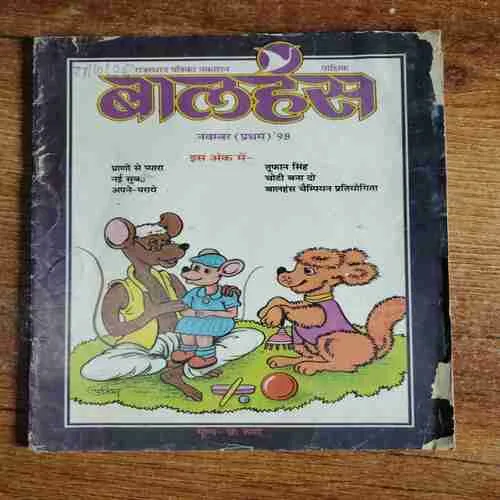 राजस्थान पत्रिका प्रकाशन पाक्षिक
बालहंस
नवम्बर (प्रथम) '98
इस अंक में-
प्राणों से प्यारा तूफान सिंह
नई सुबह चोटी बना दो
अपने-पराये बालहंस चैम्पियन प्रतियोगिता
मूल्य-